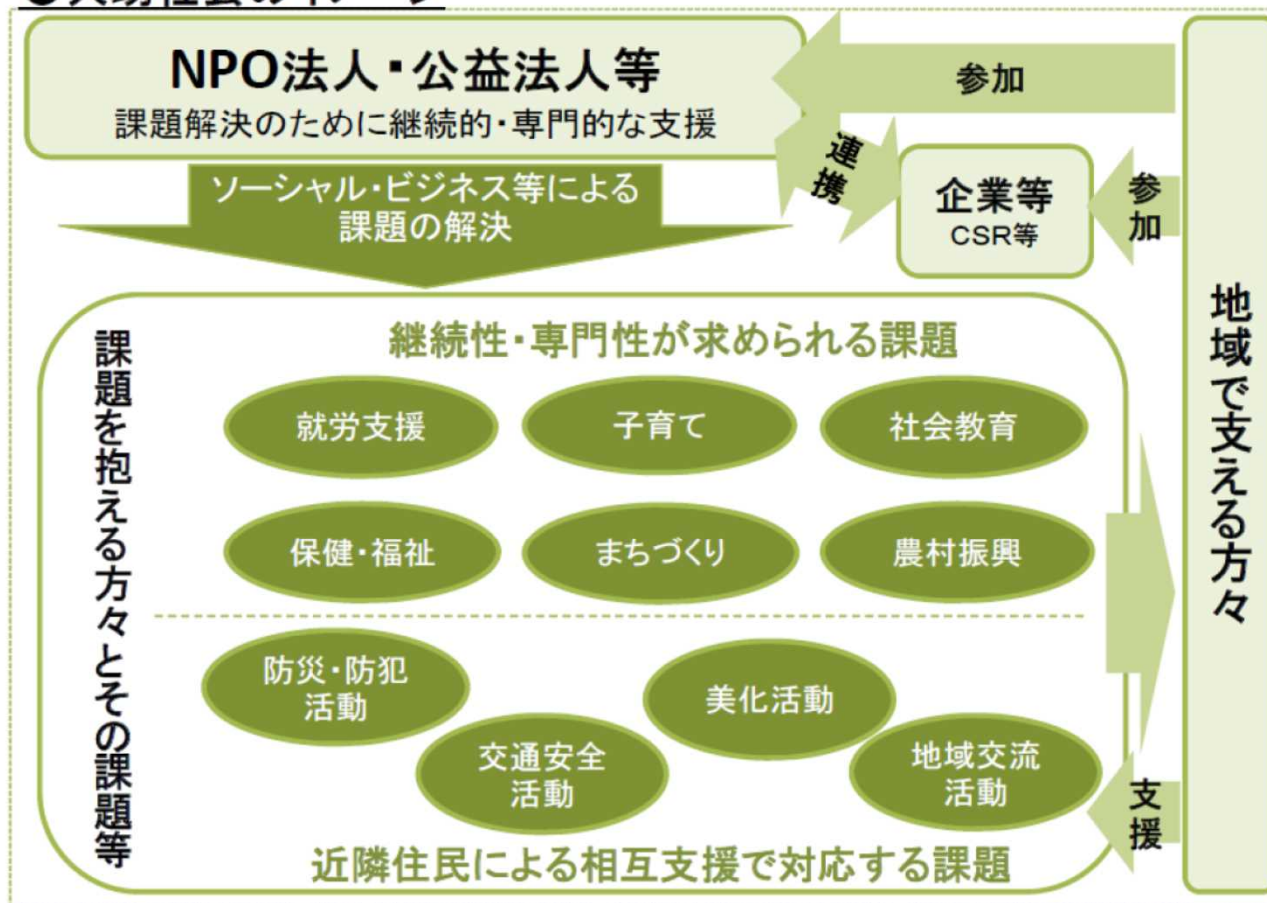 NPO法人・公益法人等
課題解決のために継続的・専門的な支援
参加
連携
企業等
CSR等
参加
ソーシャル・ビジネス等による
課題の解決
地域で支える方々
課題を抱える方々とその課題等
継続性・専門性が求められる課題
就労支援
子育て
社会教育
保健・福祉
まちづくり
農村振興
防災・防犯
活動
美化活動
交通安全
活動
地域交流
活動
支援
近隣住民による相互支援で対応する課題